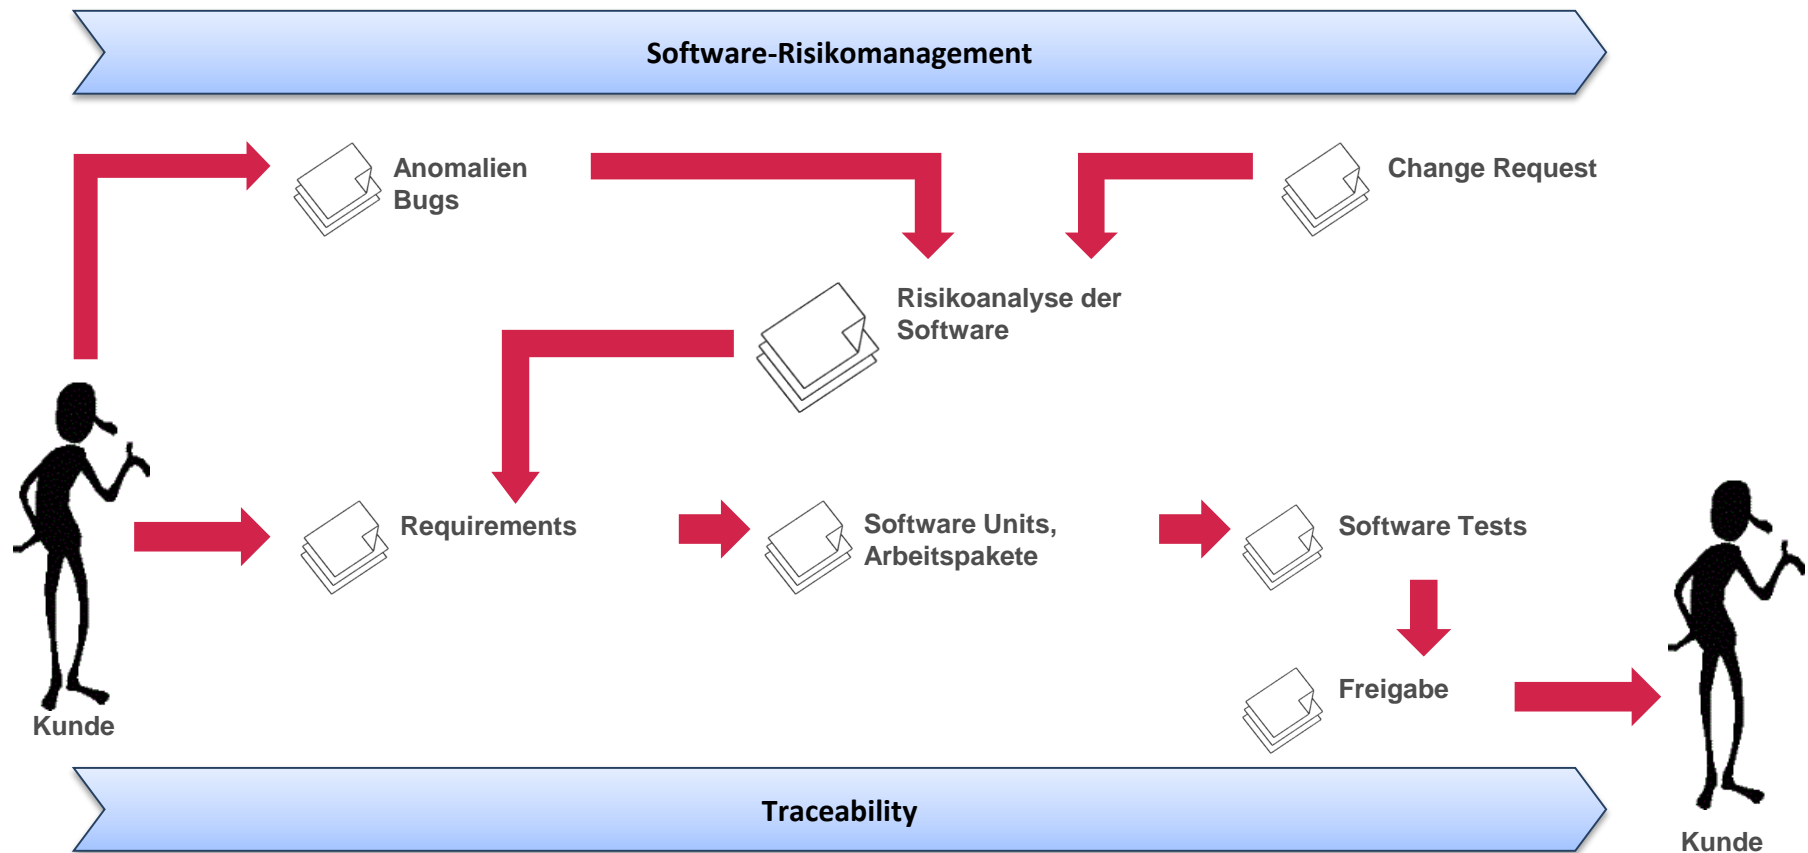 Software-Risikomanagement
Anomalien
Bugs
Change Request
Risikoanalyse der
Software
Requirements
Software Units,
Arbeitspakete
Software Tests
Freigabe
Kunde
Traceability
Kunde